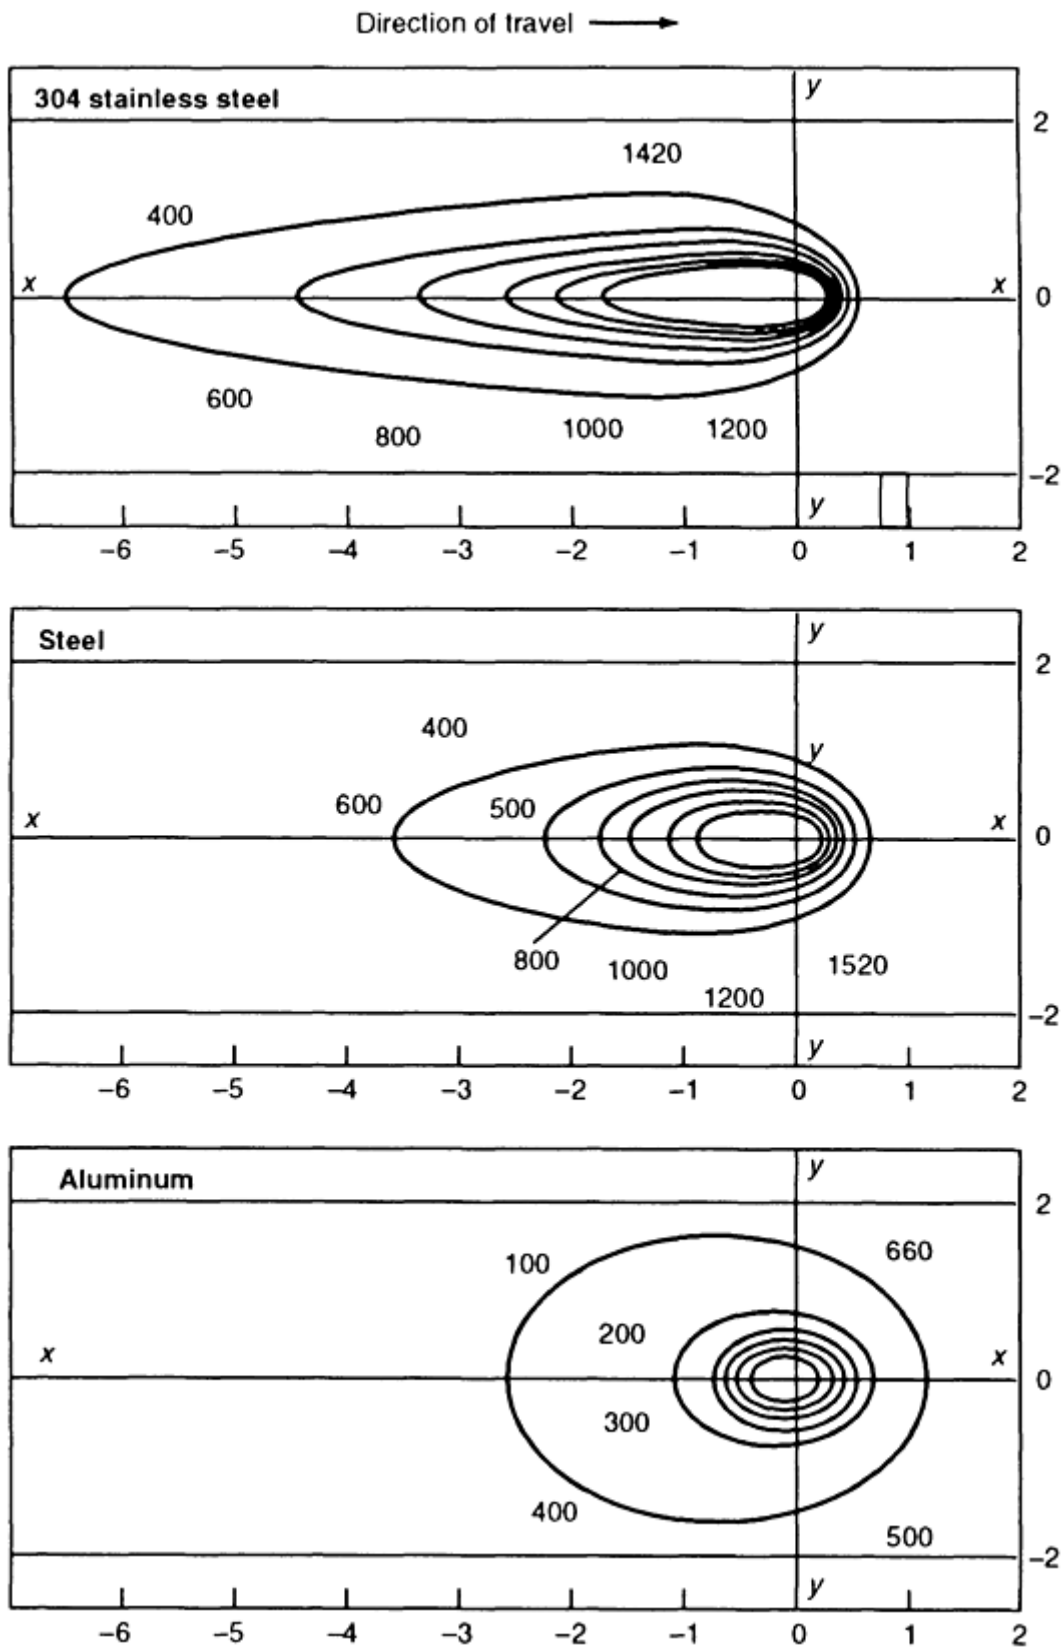 Direction of travel
304 stainless steel
y
2
1420
400
x
x
0
600
800
1000
1200
-2
y
-6 -5 -4 -3 -2 -1 0 1 2
Steel
y
2
400
y
600
500
x
x
0
800
1000
1520
1200
-2
y
-6 -5 -4 -3 -2 -1 0 1 2
Aluminum
y
2
100
660
200
x
x
0
300
400
500
-2
y
-6 -5 -4 -3 -2 -1 0 1 2